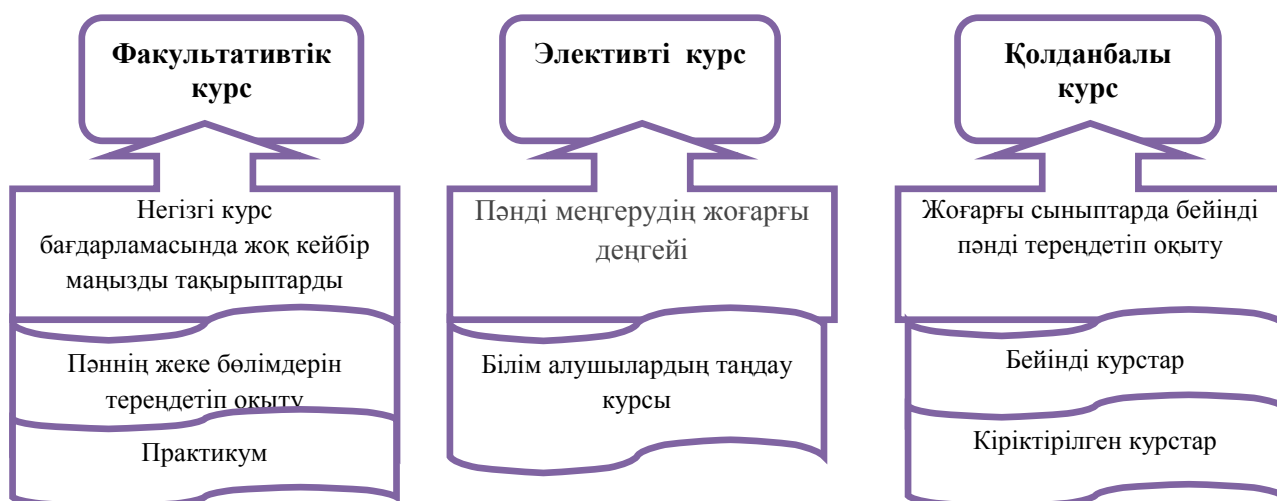 Факультативтік
курс
Негізгі курс
бағдарламасында жоқ кейбір
маңызды тақырыптарды
Пәннің жеке бөлімдерін
тереңдетіп оқыту
Практикум
Элективті курс
Пәнді меңгерудің жоғарғы
деңгейі
Білім алушылардың таңдау
курсы
Қолданбалы
курс
Жоғарғы сыныптарда бейінді
пәнді тереңдетіп оқыту
Бейінді курстар
Кіріктірілген курстар